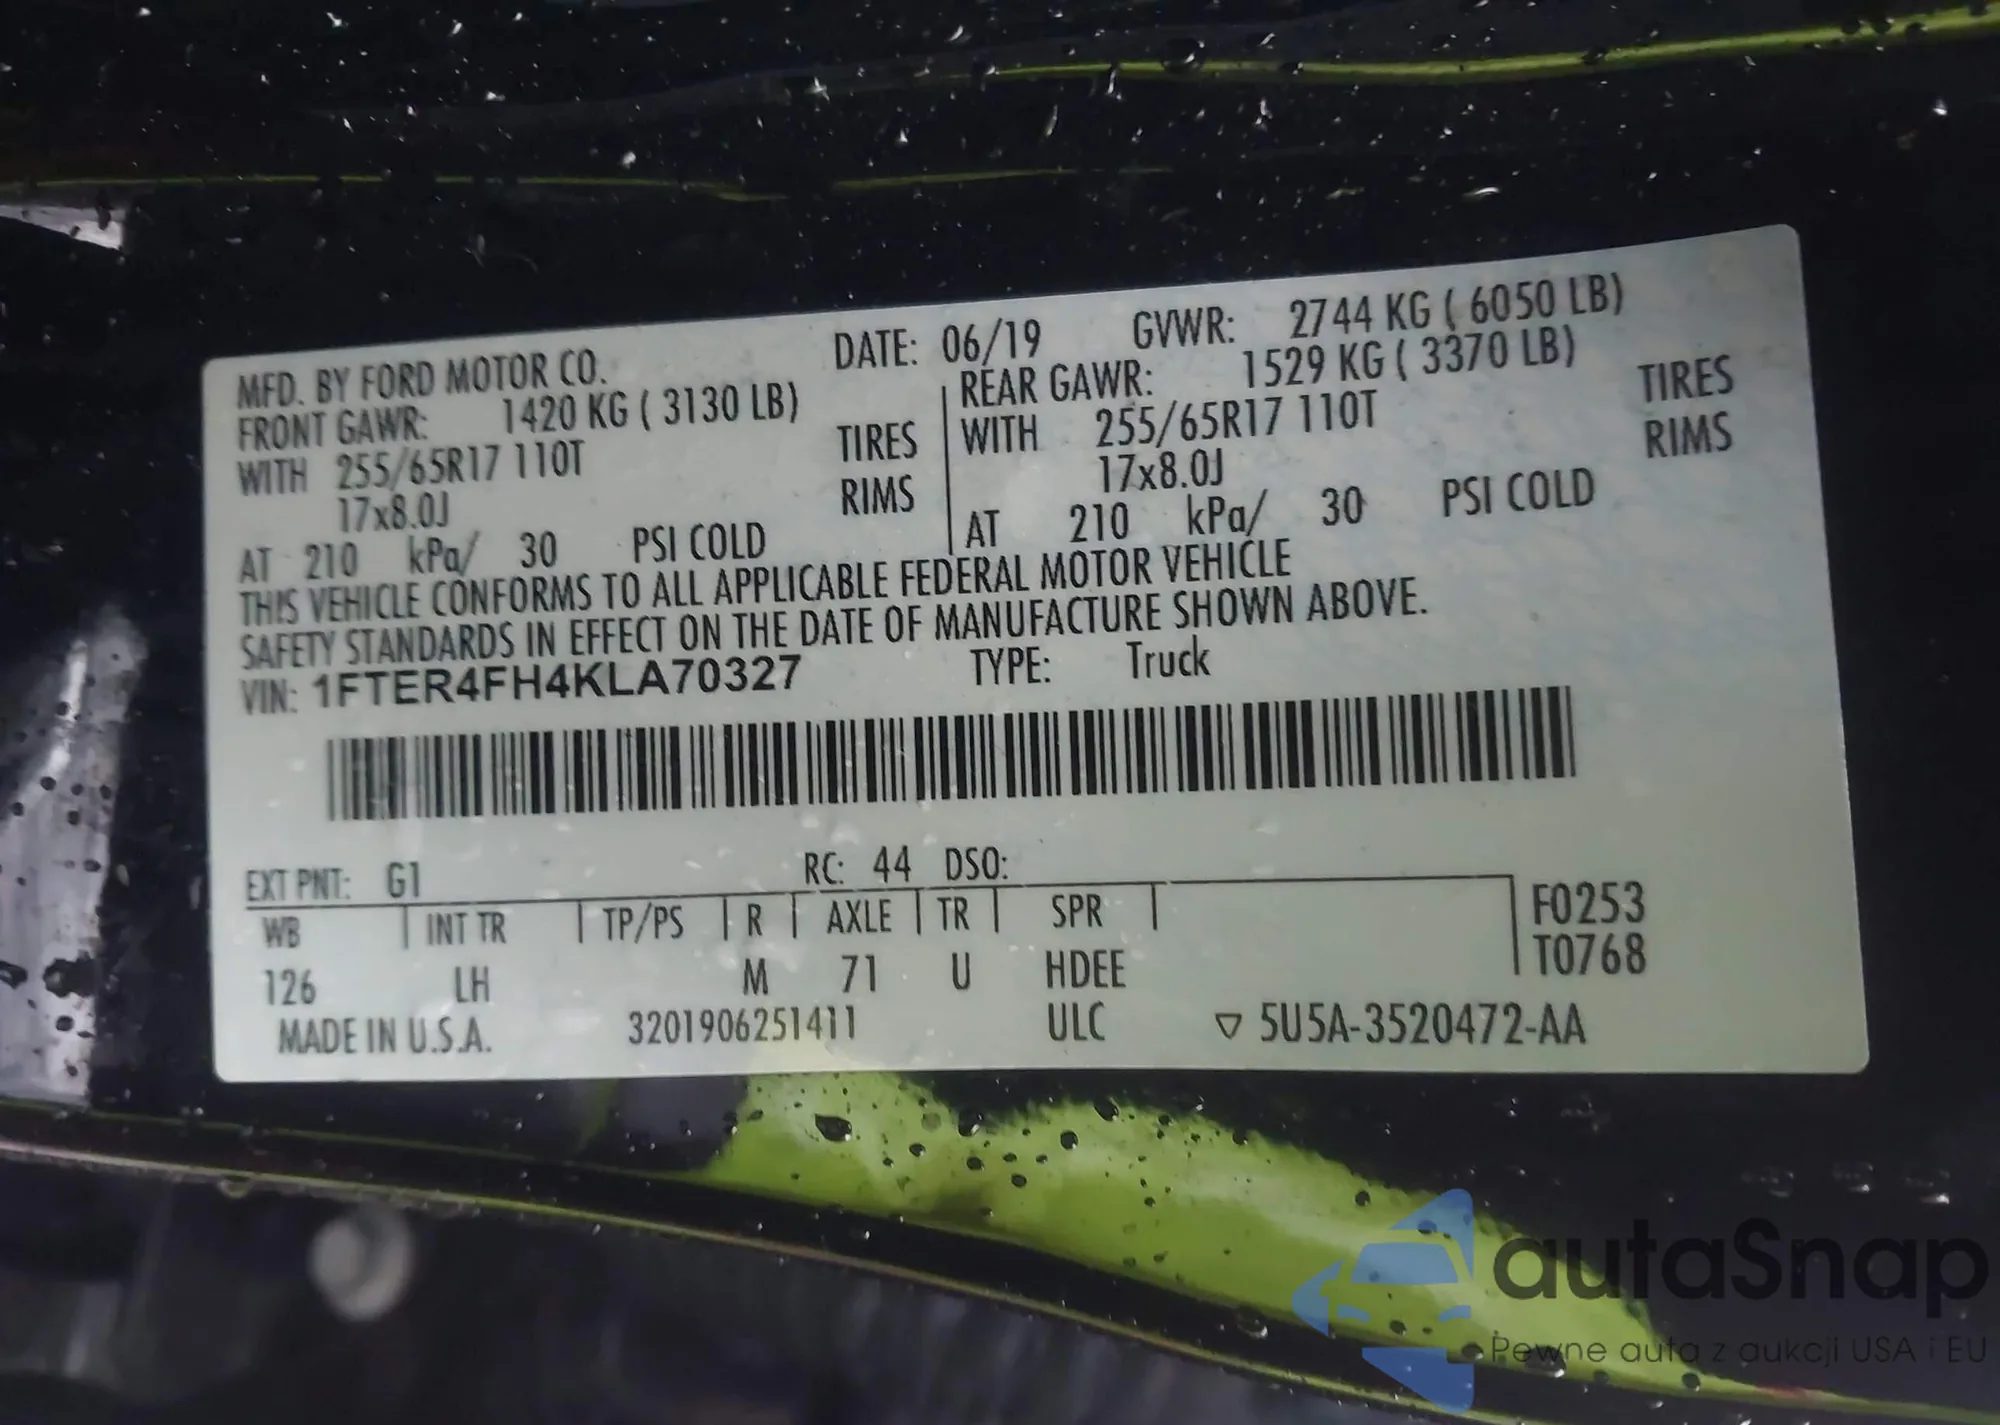 MFD. BY FORD MOTOR CO. DATE: 06/19 GVWR: 2744 KG ( 6050 LB)
FRONT GAWR: 1420 KG ( 3130 LB) REAR GAWR: 1529 KG ( 3370 LB)
WITH 255/65R17 110T TIRES WITH 255/65R17 110T TIRES
17x8.0J RIMS 17x8.0J RIMS
AT 210 kPa/ 30 PSI COLD AT 210 kPa/ 30 PSI COLD
THIS VEHICLE CONFORMS TO ALL APPLICABLE FEDERAL MOTOR VEHICLE
SAFETY STANDARDS IN EFFECT ON THE DATE OF MANUFACTURE SHOWN ABOVE.
VIN: 1FTER4FH4KLA70327 TYPE: Truck
EXT PNT: G1 RC: 44 DSO:
WB INT TR TP/PS R AXLE TR SPR F0253
T0768
126 LH M 71 U HDEE
MADE IN U.S.A. 3201906251411 ULC ▽ 5U5A-3520472-AA
autaSnap
Pewne auta z aukcji USA i EU